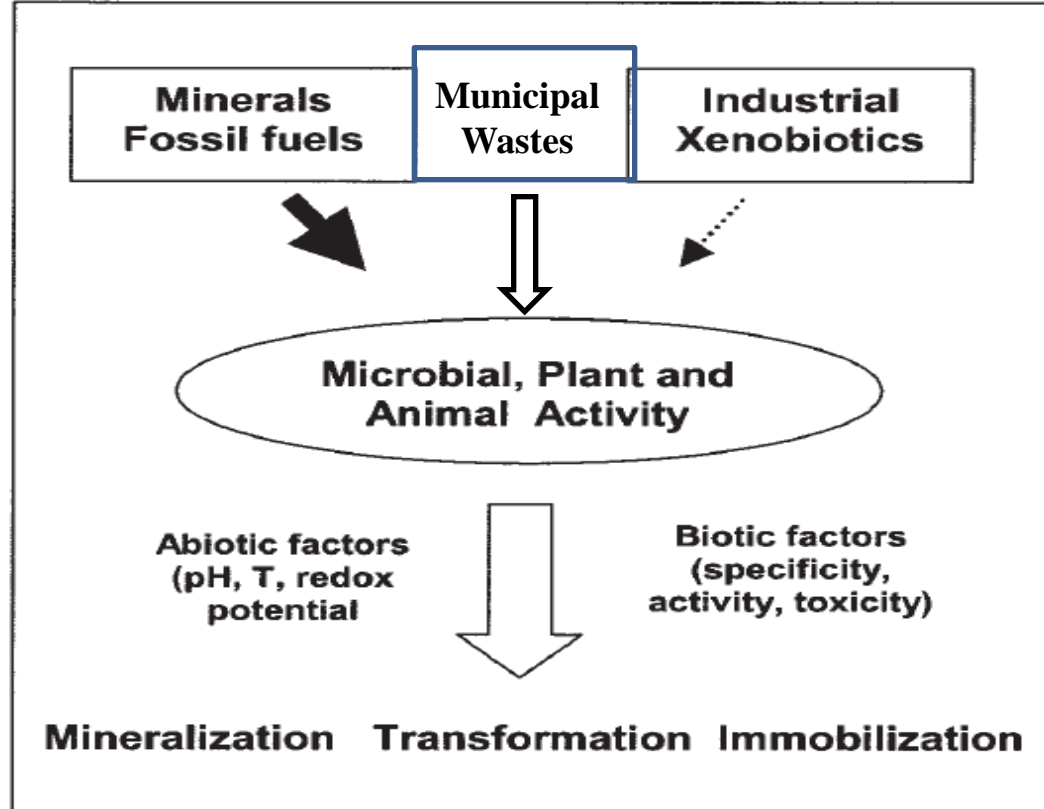 Minerals
Fossil fuels
Municipal
Wastes
Industrial
Xenobiotics
Microbial, Plant and
Animal Activity
Abiotic factors
(pH, T, redox
potential
Biotic factors
(specificity,
activity, toxicity)
Mineralization Transformation Immobilization